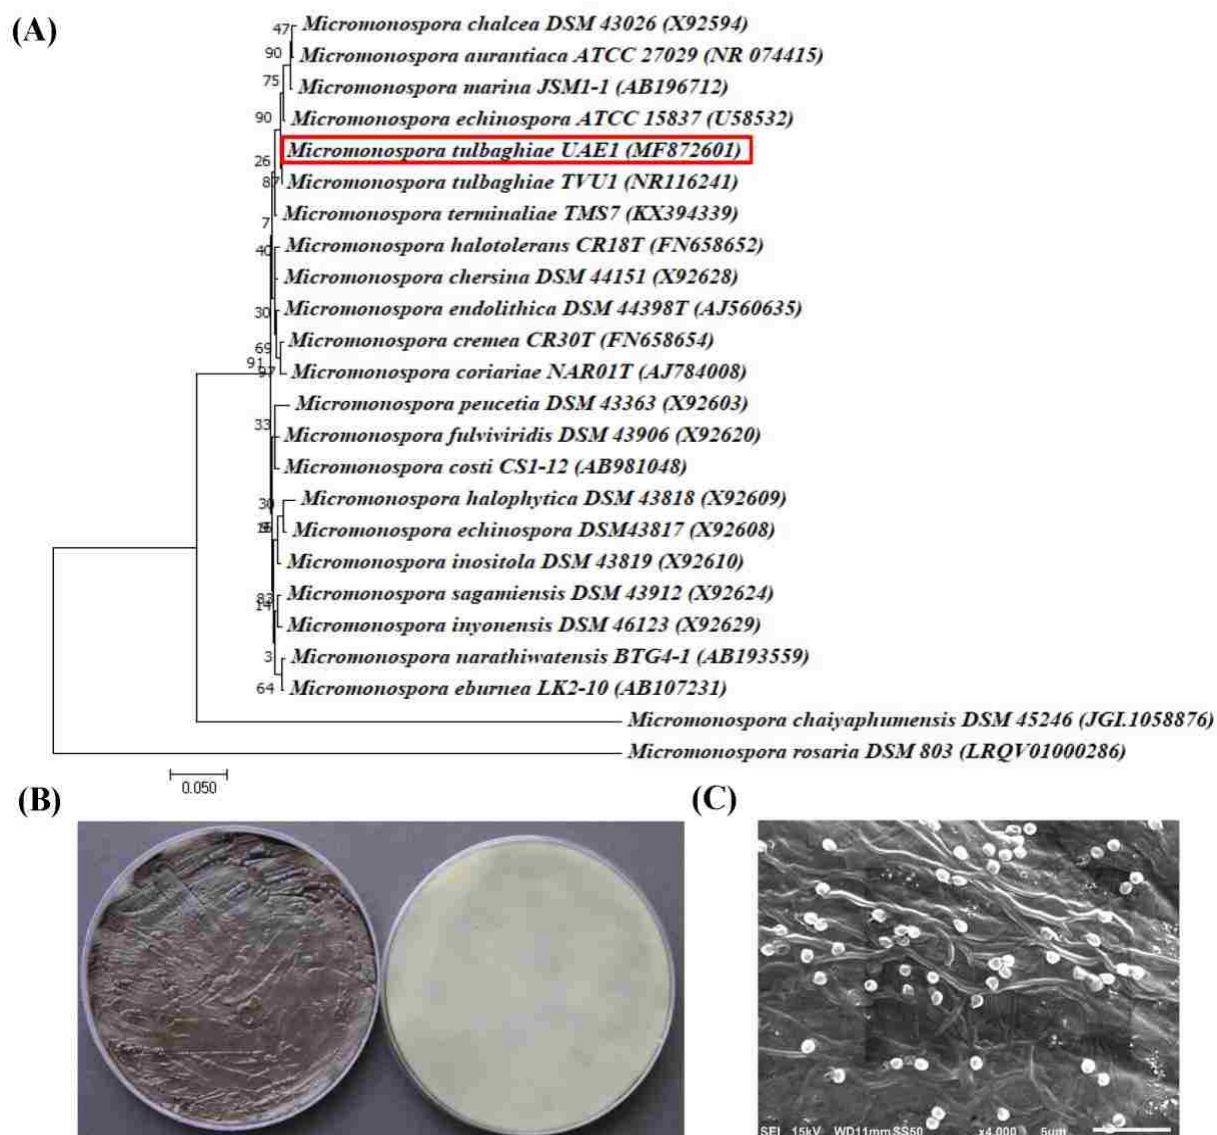 (A)
47
Micromonospora chalcea DSM 43026 (X92594)
90
Micromonospora aurantiaca ATCC 27029 (NR 074415)
75
Micromonospora marina JSM1-1 (AB196712)
90
Micromonospora echinospora ATCC 15837 (U58532)
Micromonospora tulbaghiae UAE1 (MF872601)
26
87
Micromonospora tulbaghiae TVU1 (NR116241)
7
Micromonospora terminaliae TMS7 (KX394339)
40
Micromonospora halotolerans CR18T (FN658652)
Micromonospora chersina DSM 44151 (X92628)
30
Micromonospora endolithica DSM 44398T (AJ560635)
69
Micromonospora cremea CR30T (FN658654)
91
97
Micromonospora coriariae NAR01T (AJ784008)
Micromonospora peucetia DSM 43363 (X92603)
33
Micromonospora fulviviridis DSM 43906 (X92620)
Micromonospora costi CS1-12 (AB981048)
Micromonospora halophytica DSM 43818 (X92609)
Micromonospora echinospora DSM43817 (X92608)
Micromonospora inositola DSM 43819 (X92610)
Micromonospora sagamiensis DSM 43912 (X92624)
Micromonospora inyonensis DSM 46123 (X92629)
3
Micromonospora narathiwatensis BTG4-1 (AB193559)
64
Micromonospora eburnea LK2-10 (AB107231)
Micromonospora chaiyaphumensis DSM 45246 (JGI.1058876)
Micromonospora rosaria DSM 803 (LRQV01000286)
0.050
(B)
(C)
SEI 15kV WD11mm SS50 x4,000 5µm